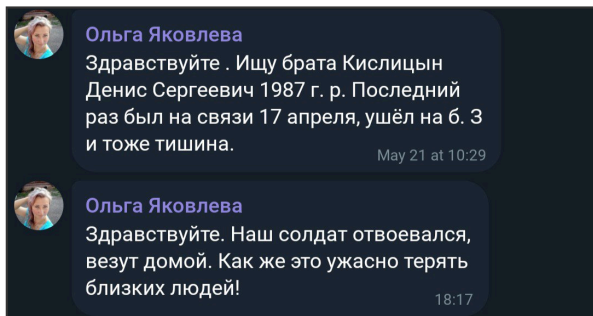 Ольга Яковлева
Здравствуйте . Ищу брата Кислицын
Денис Сергеевич 1987 г. р. Последний
раз был на связи 17 апреля, ушёл на б. З
и тоже тишина.
May 21 at 10:29
Ольга Яковлева
Здравствуйте. Наш солдат отвоевался,
везут домой. Как же это ужасно терять
близких людей!
18:17